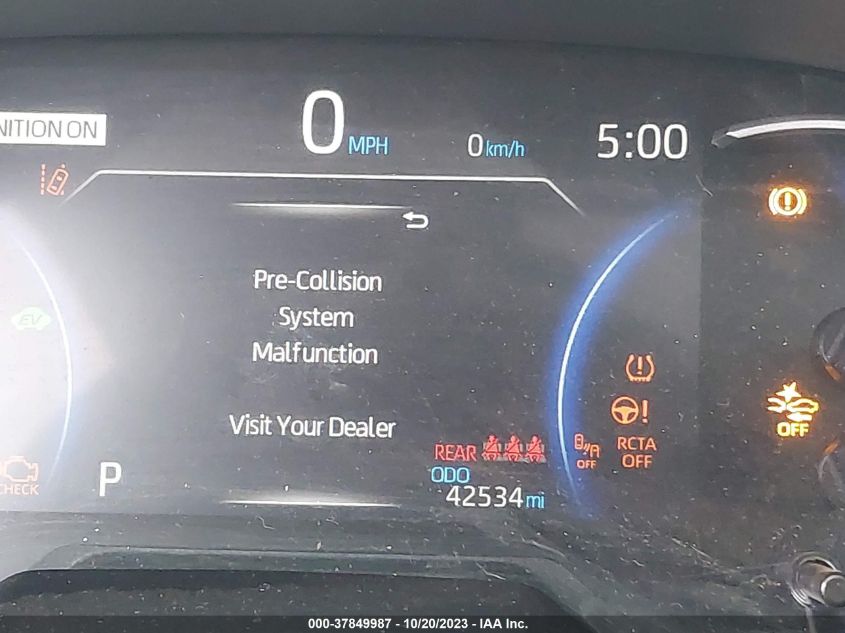 NITION ON
0 MPH
0 km/h
5:00
Pre-Collision
System
Malfunction
Visit Your Dealer
EV
CHECK
P
REAR
ODO
42534 mi
OFF
RCTA
OFF
OFF
000-37849987 - 10/20/2023 - IAA Inc.